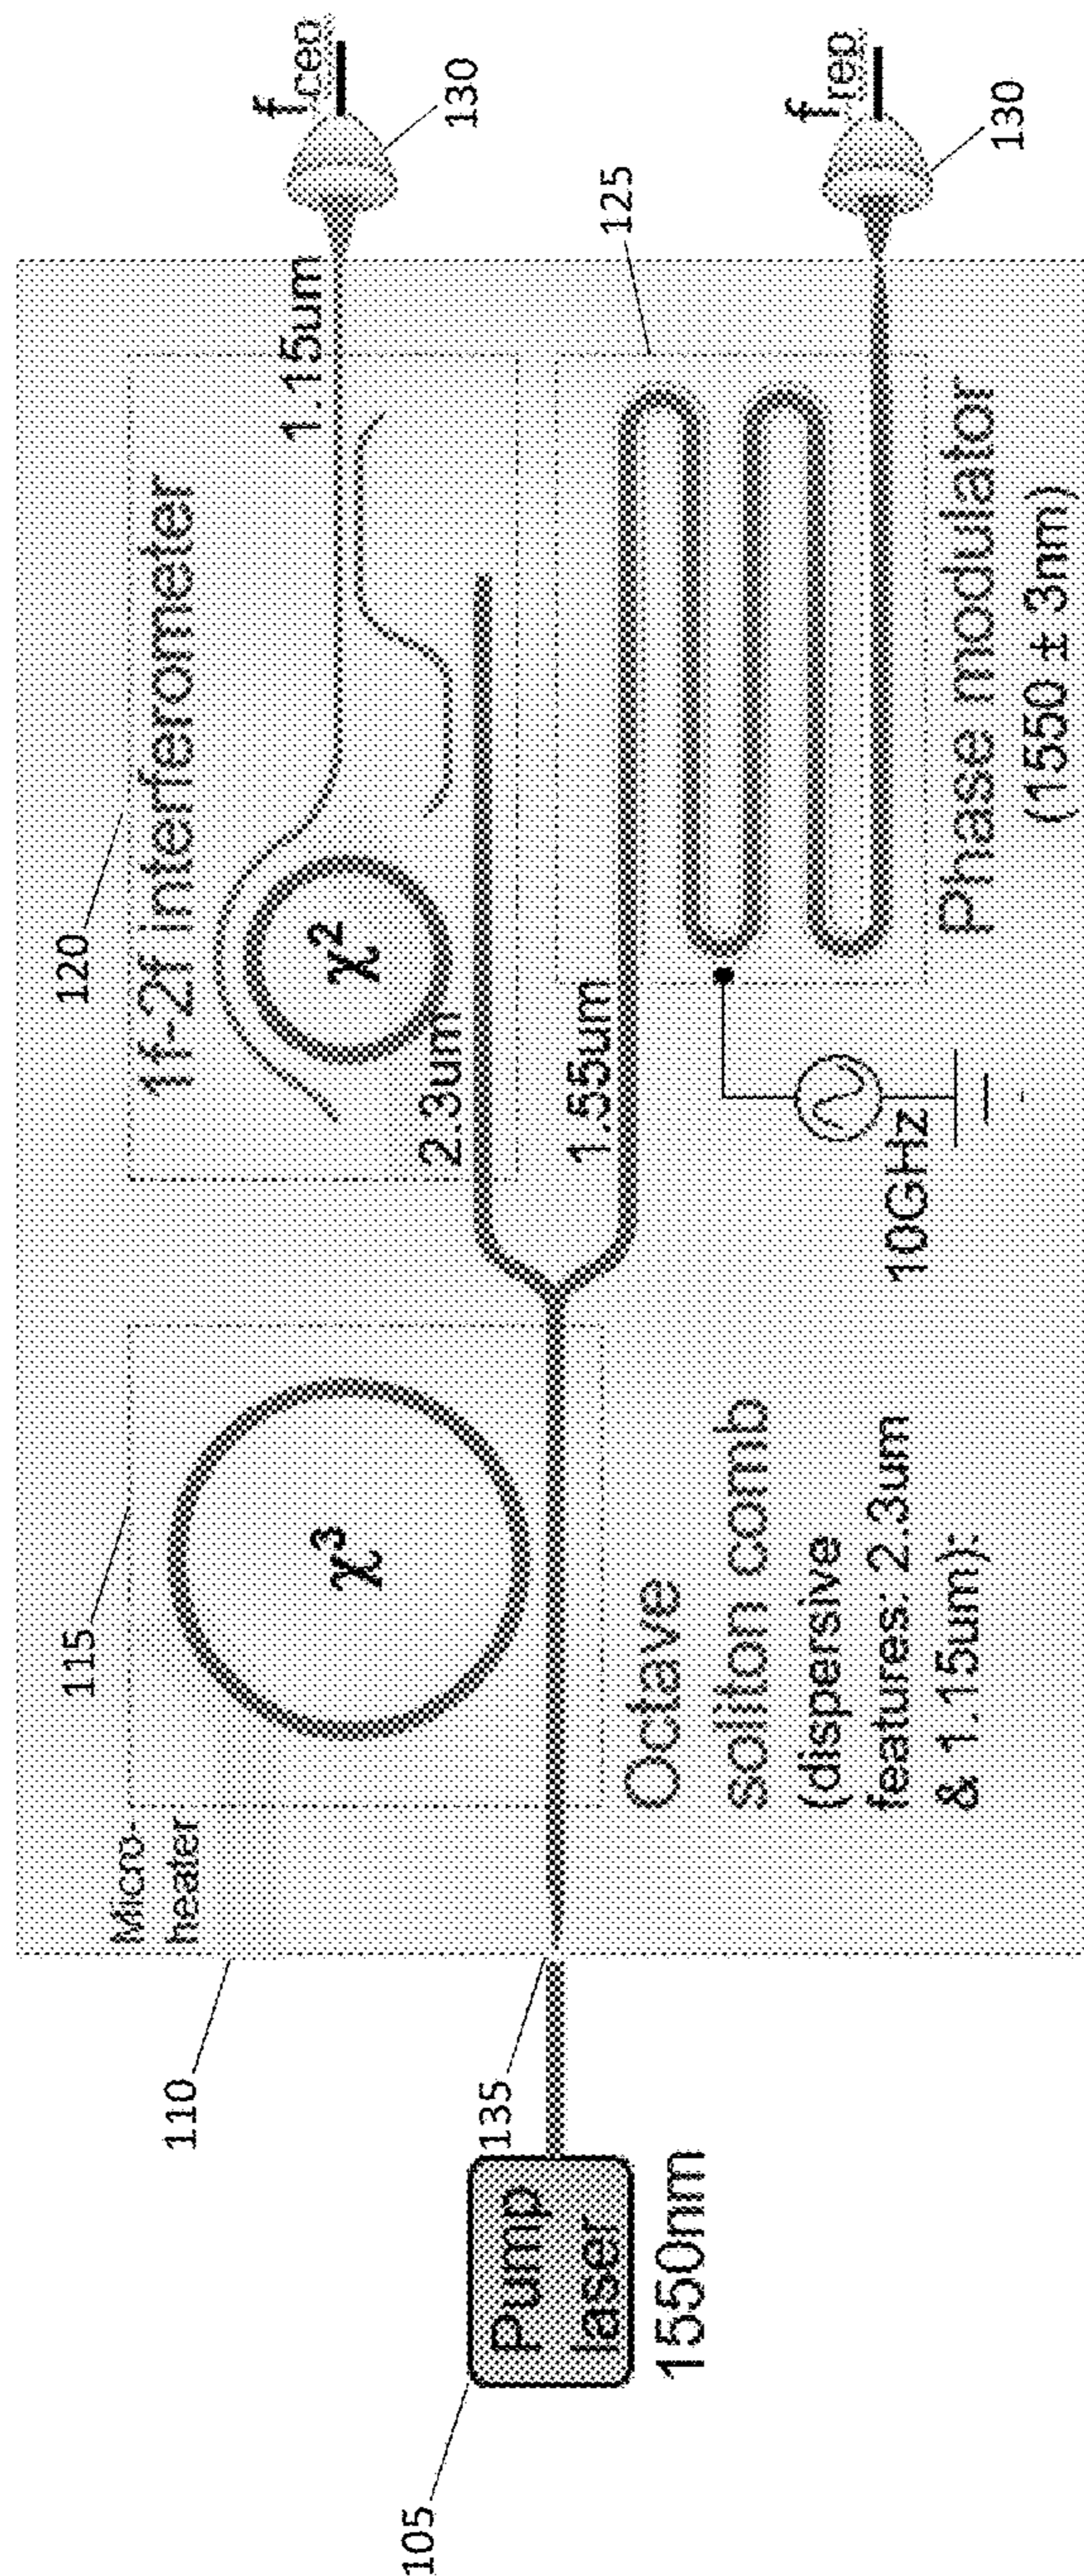 105
Pump
laser
1550nm
135
110
Micro-
heater
115
χ³
Octave
soliton comb
(dispersive
features: 2.3um
& 1.15um):
120
1f-2f interferometer
χ²
2.3um
1.15um
1.55um
10GHz
125
Phase modulator
(1550 ± 3nm)
fceo
130
frep
130